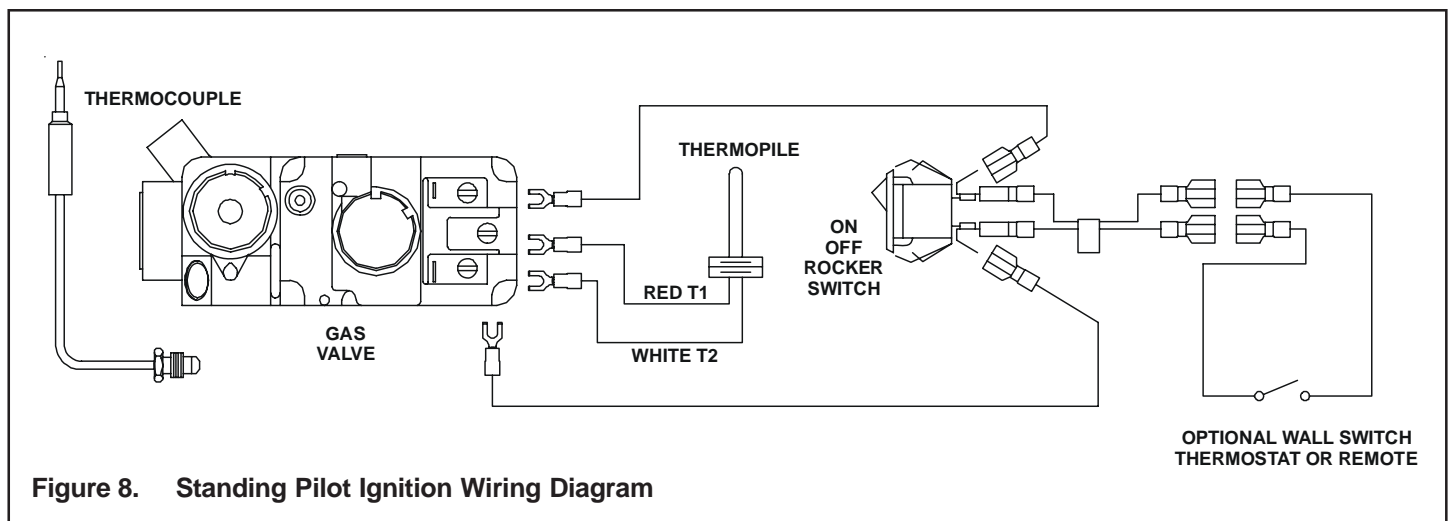 THERMOCOUPLE
THERMOPILE
ON
OFF
ROCKER
SWITCH
RED T1
GAS
VALVE
WHITE T2
OPTIONAL WALL SWITCH
THERMOSTAT OR REMOTE
Figure 8. Standing Pilot Ignition Wiring Diagram